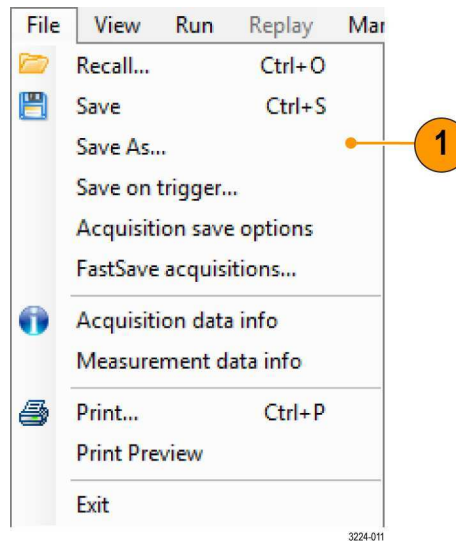 File View Run Replay Mar
Recall... Ctrl+O
Save Ctrl+S
Save As...
1
Save on trigger...
Acquisition save options
FastSave acquisitions...
Acquisition data info
Measurement data info
Print... Ctrl+P
Print Preview
Exit
3224-011